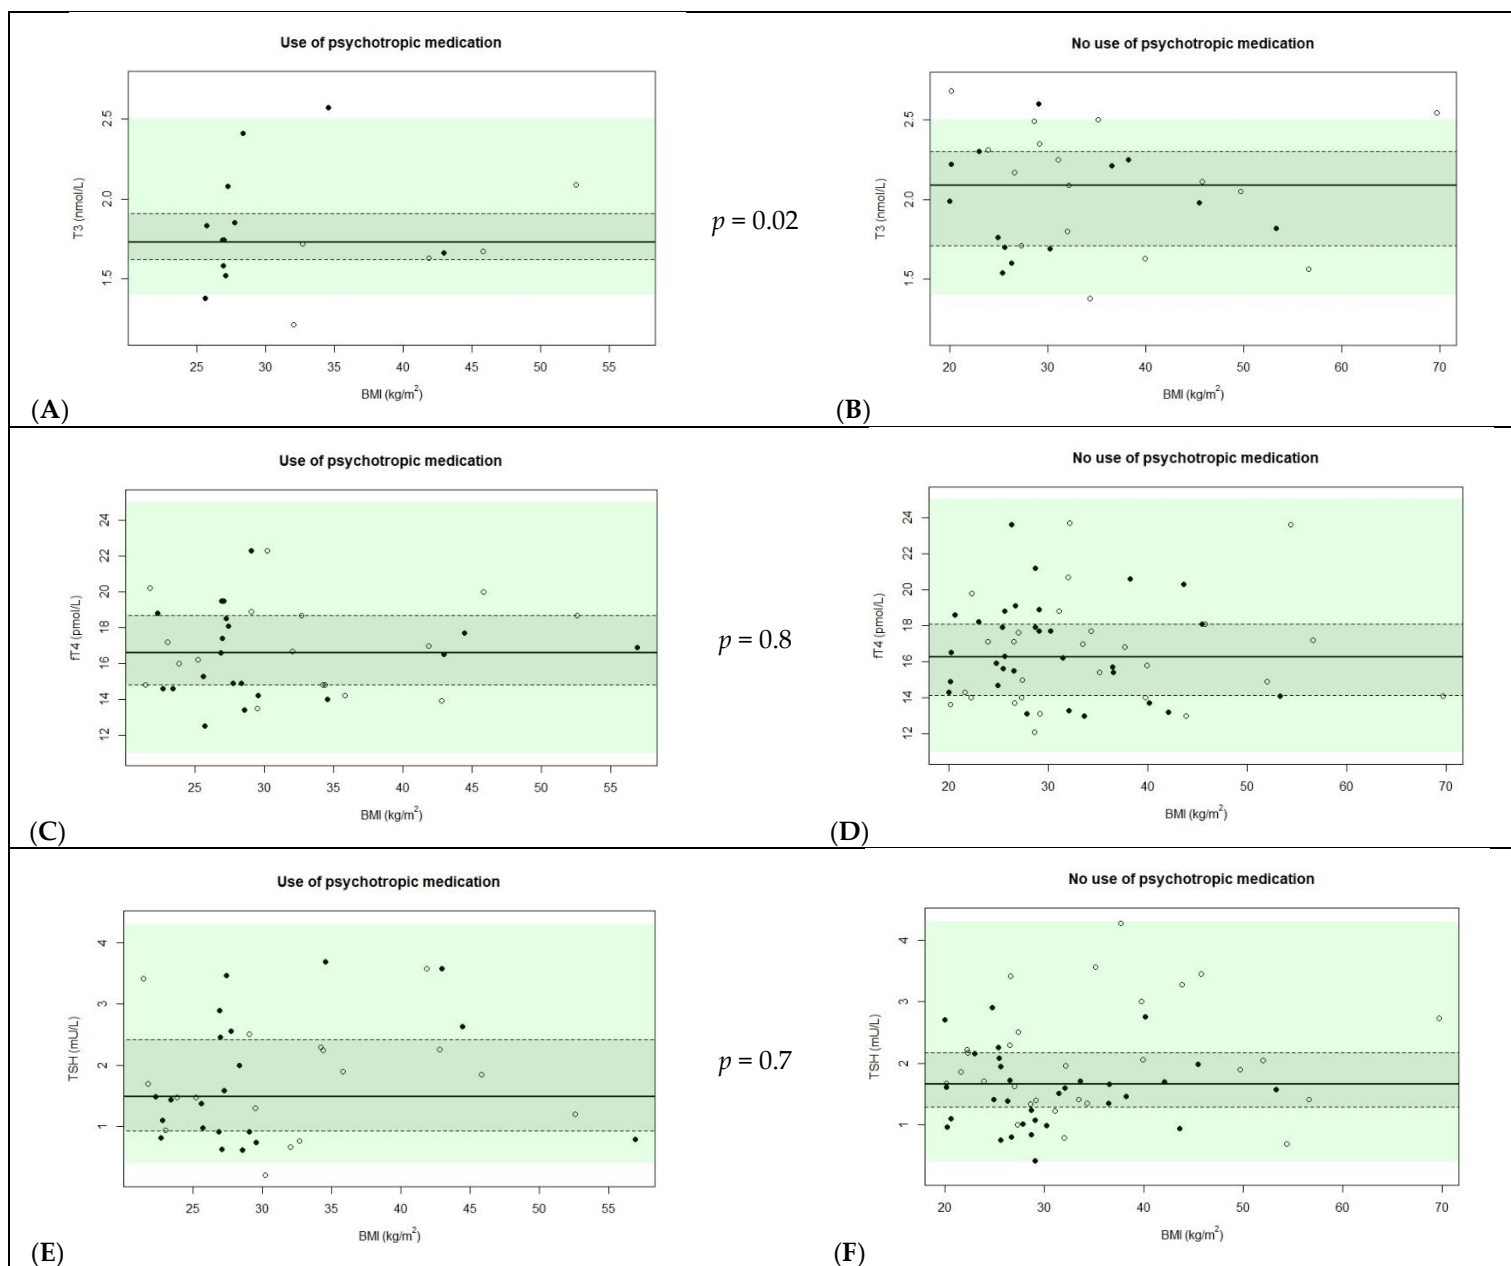 Use of psychotropic medication
T3 (nmol/L)
2.5
2.0
1.5
25 30 35 40 45 50 55
BMI (kg/m²)
(A)
p = 0.02
No use of psychotropic medication
T3 (nmol/L)
2.5
2.0
1.5
20 30 40 50 60 70
BMI (kg/m²)
(B)
Use of psychotropic medication
fT4 (pmol/L)
24
22
20
18
16
14
12
25 30 35 40 45 50 55
BMI (kg/m²)
(C)
p = 0.8
No use of psychotropic medication
fT4 (pmol/L)
24
22
20
18
16
14
12
20 30 40 50 60 70
BMI (kg/m²)
(D)
Use of psychotropic medication
TSH (mU/L)
4
3
2
1
25 30 35 40 45 50 55
BMI (kg/m²)
(E)
p = 0.7
No use of psychotropic medication
TSH (mU/L)
4
3
2
1
20 30 40 50 60 70
BMI (kg/m²)
(F)